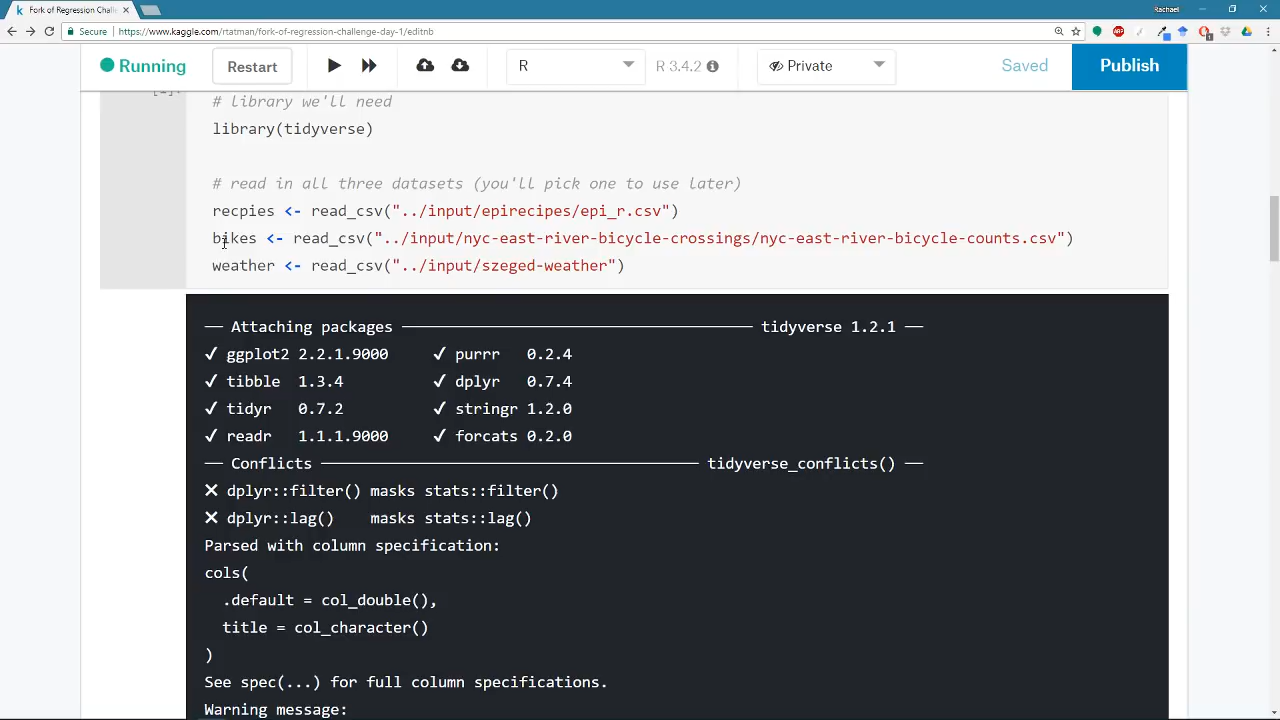 Fork of Regression Chall
Rachael
Secure
https://www.kaggle.com/rtatman/fork-of-regression-challenge-day-1/editnb
Running
Restart
R
R 3.4.2
Private
Saved
Publish
# library we'll need
library(tidyverse)
# read in all three datasets (you'll pick one to use later)
recpies <- read_csv("../input/epirecipes/epi_r.csv")
bikes <- read_csv("../input/nyc-east-river-bicycle-crossings/nyc-east-river-bicycle-counts.csv")
weather <- read_csv("../input/szeged-weather")
── Attaching packages ─────────────────────────────────────── tidyverse 1.2.1 ──
✔ ggplot2 2.2.1.9000     ✔ purrr   0.2.4
✔ tibble  1.3.4          ✔ dplyr   0.7.4
✔ tidyr   0.7.2          ✔ stringr 1.2.0
✔ readr   1.1.1.9000     ✔ forcats 0.2.0
── Conflicts ────────────────────────────────────────── tidyverse_conflicts() ──
✖ dplyr::filter() masks stats::filter()
✖ dplyr::lag()    masks stats::lag()
Parsed with column specification:
cols(
  .default = col_double(),
  title = col_character()
)
See spec(...) for full column specifications.
Warning message: